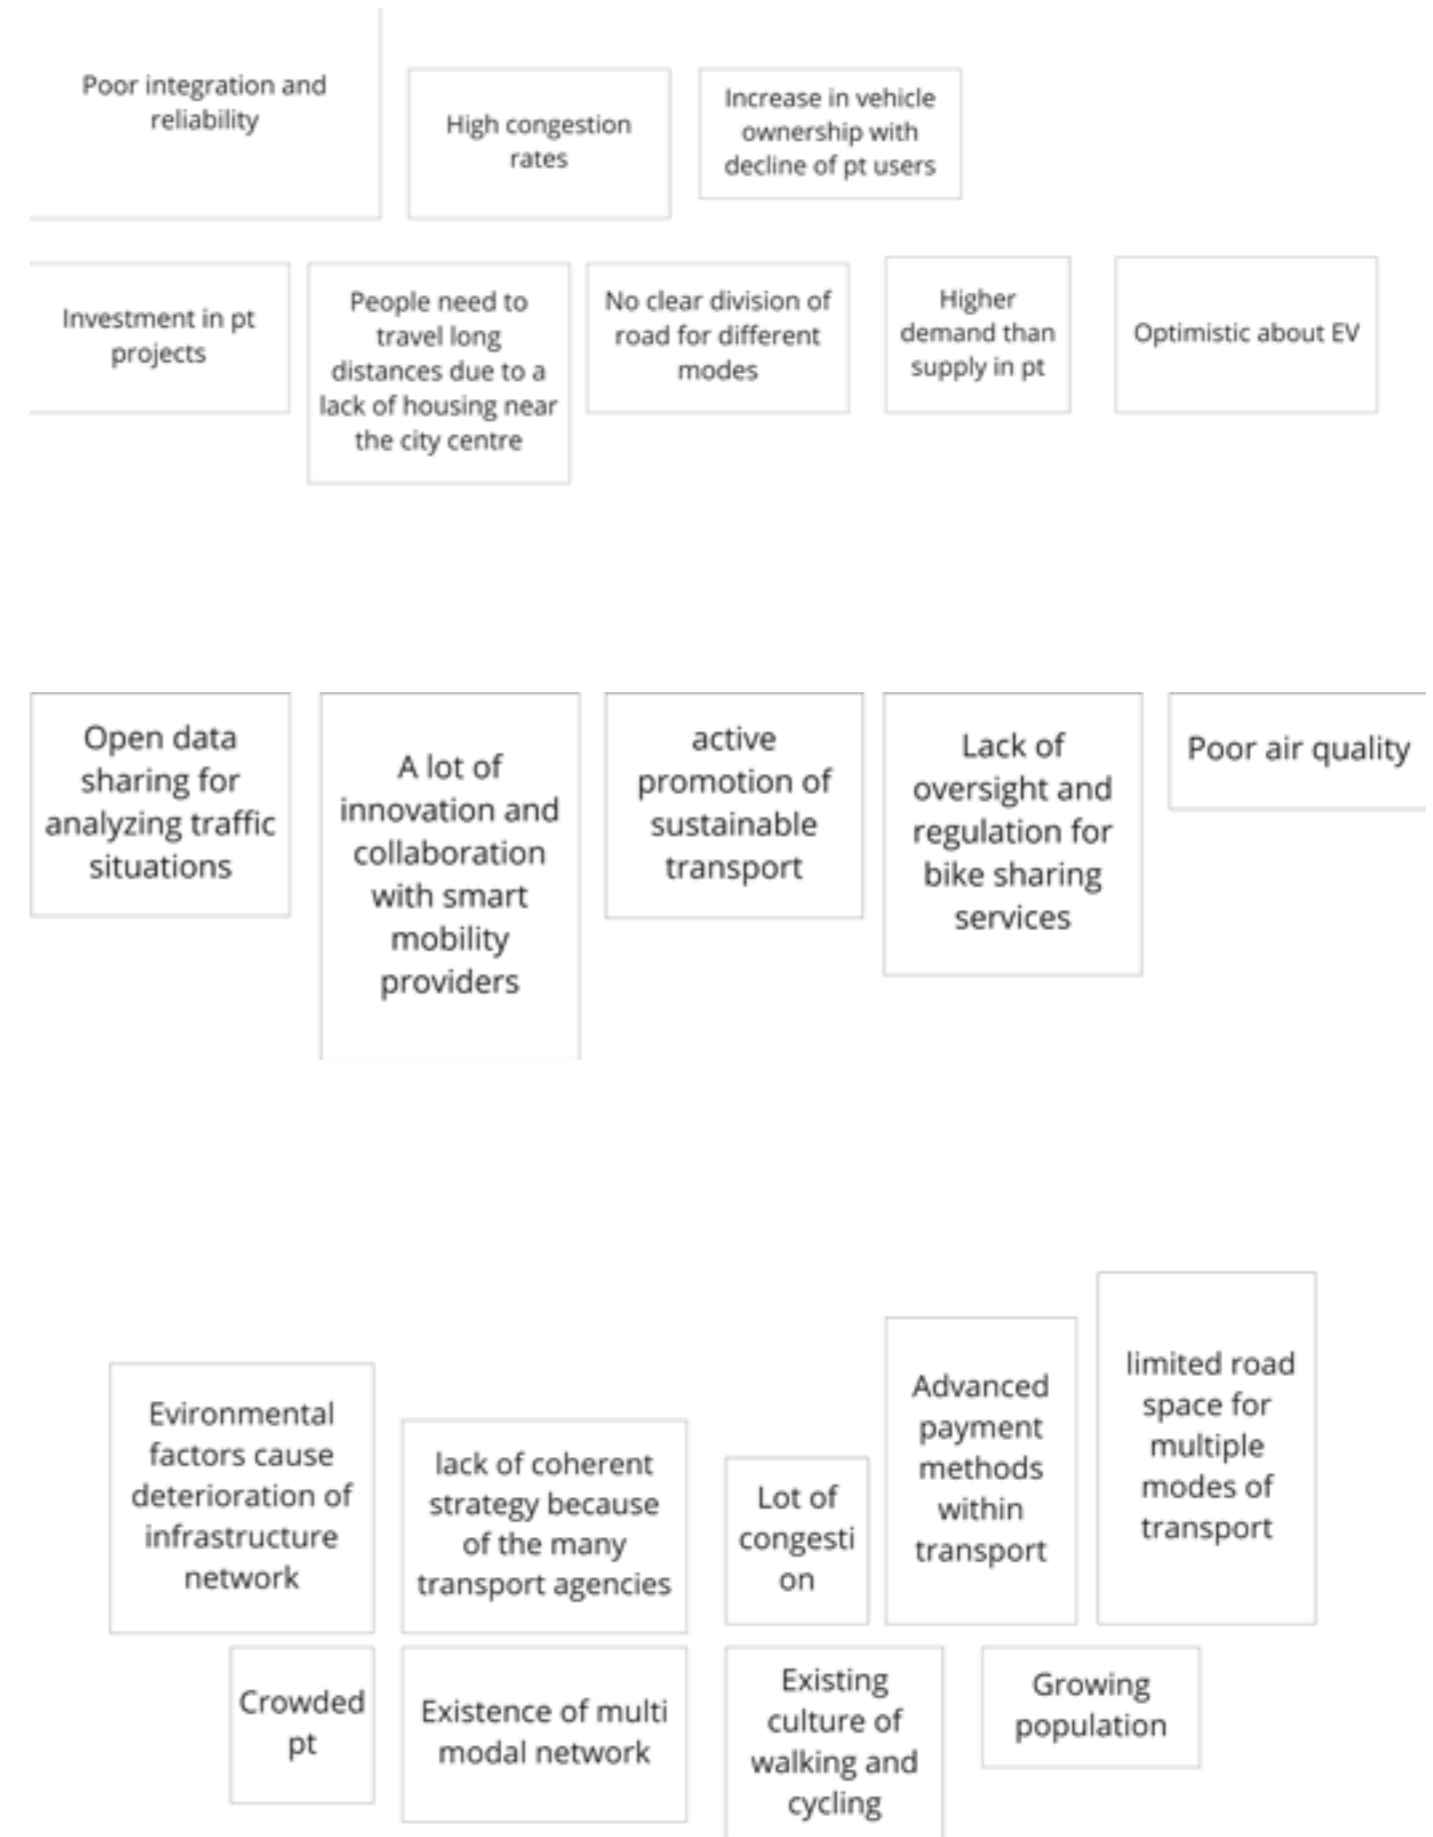 Poor integration and
reliability
High congestion
rates
Increase in vehicle
ownership with
decline of pt users
Investment in pt
projects
People need to
travel long
distances due to a
lack of housing near
the city centre
No clear division of
road for different
modes
Higher
demand than
supply in pt
Optimistic about EV
Open data
sharing for
analyzing traffic
situations
A lot of
innovation and
collaboration
with smart
mobility
providers
active
promotion of
sustainable
transport
Lack of
oversight and
regulation for
bike sharing
services
Poor air quality
Evironmental
factors cause
deterioration of
infrastructure
network
lack of coherent
strategy because
of the many
transport agencies
Lot of
congesti
on
Advanced
payment
methods
within
transport
limited road
space for
multiple
modes of
transport
Crowded
pt
Existence of multi
modal network
Existing
culture of
walking and
cycling
Growing
population